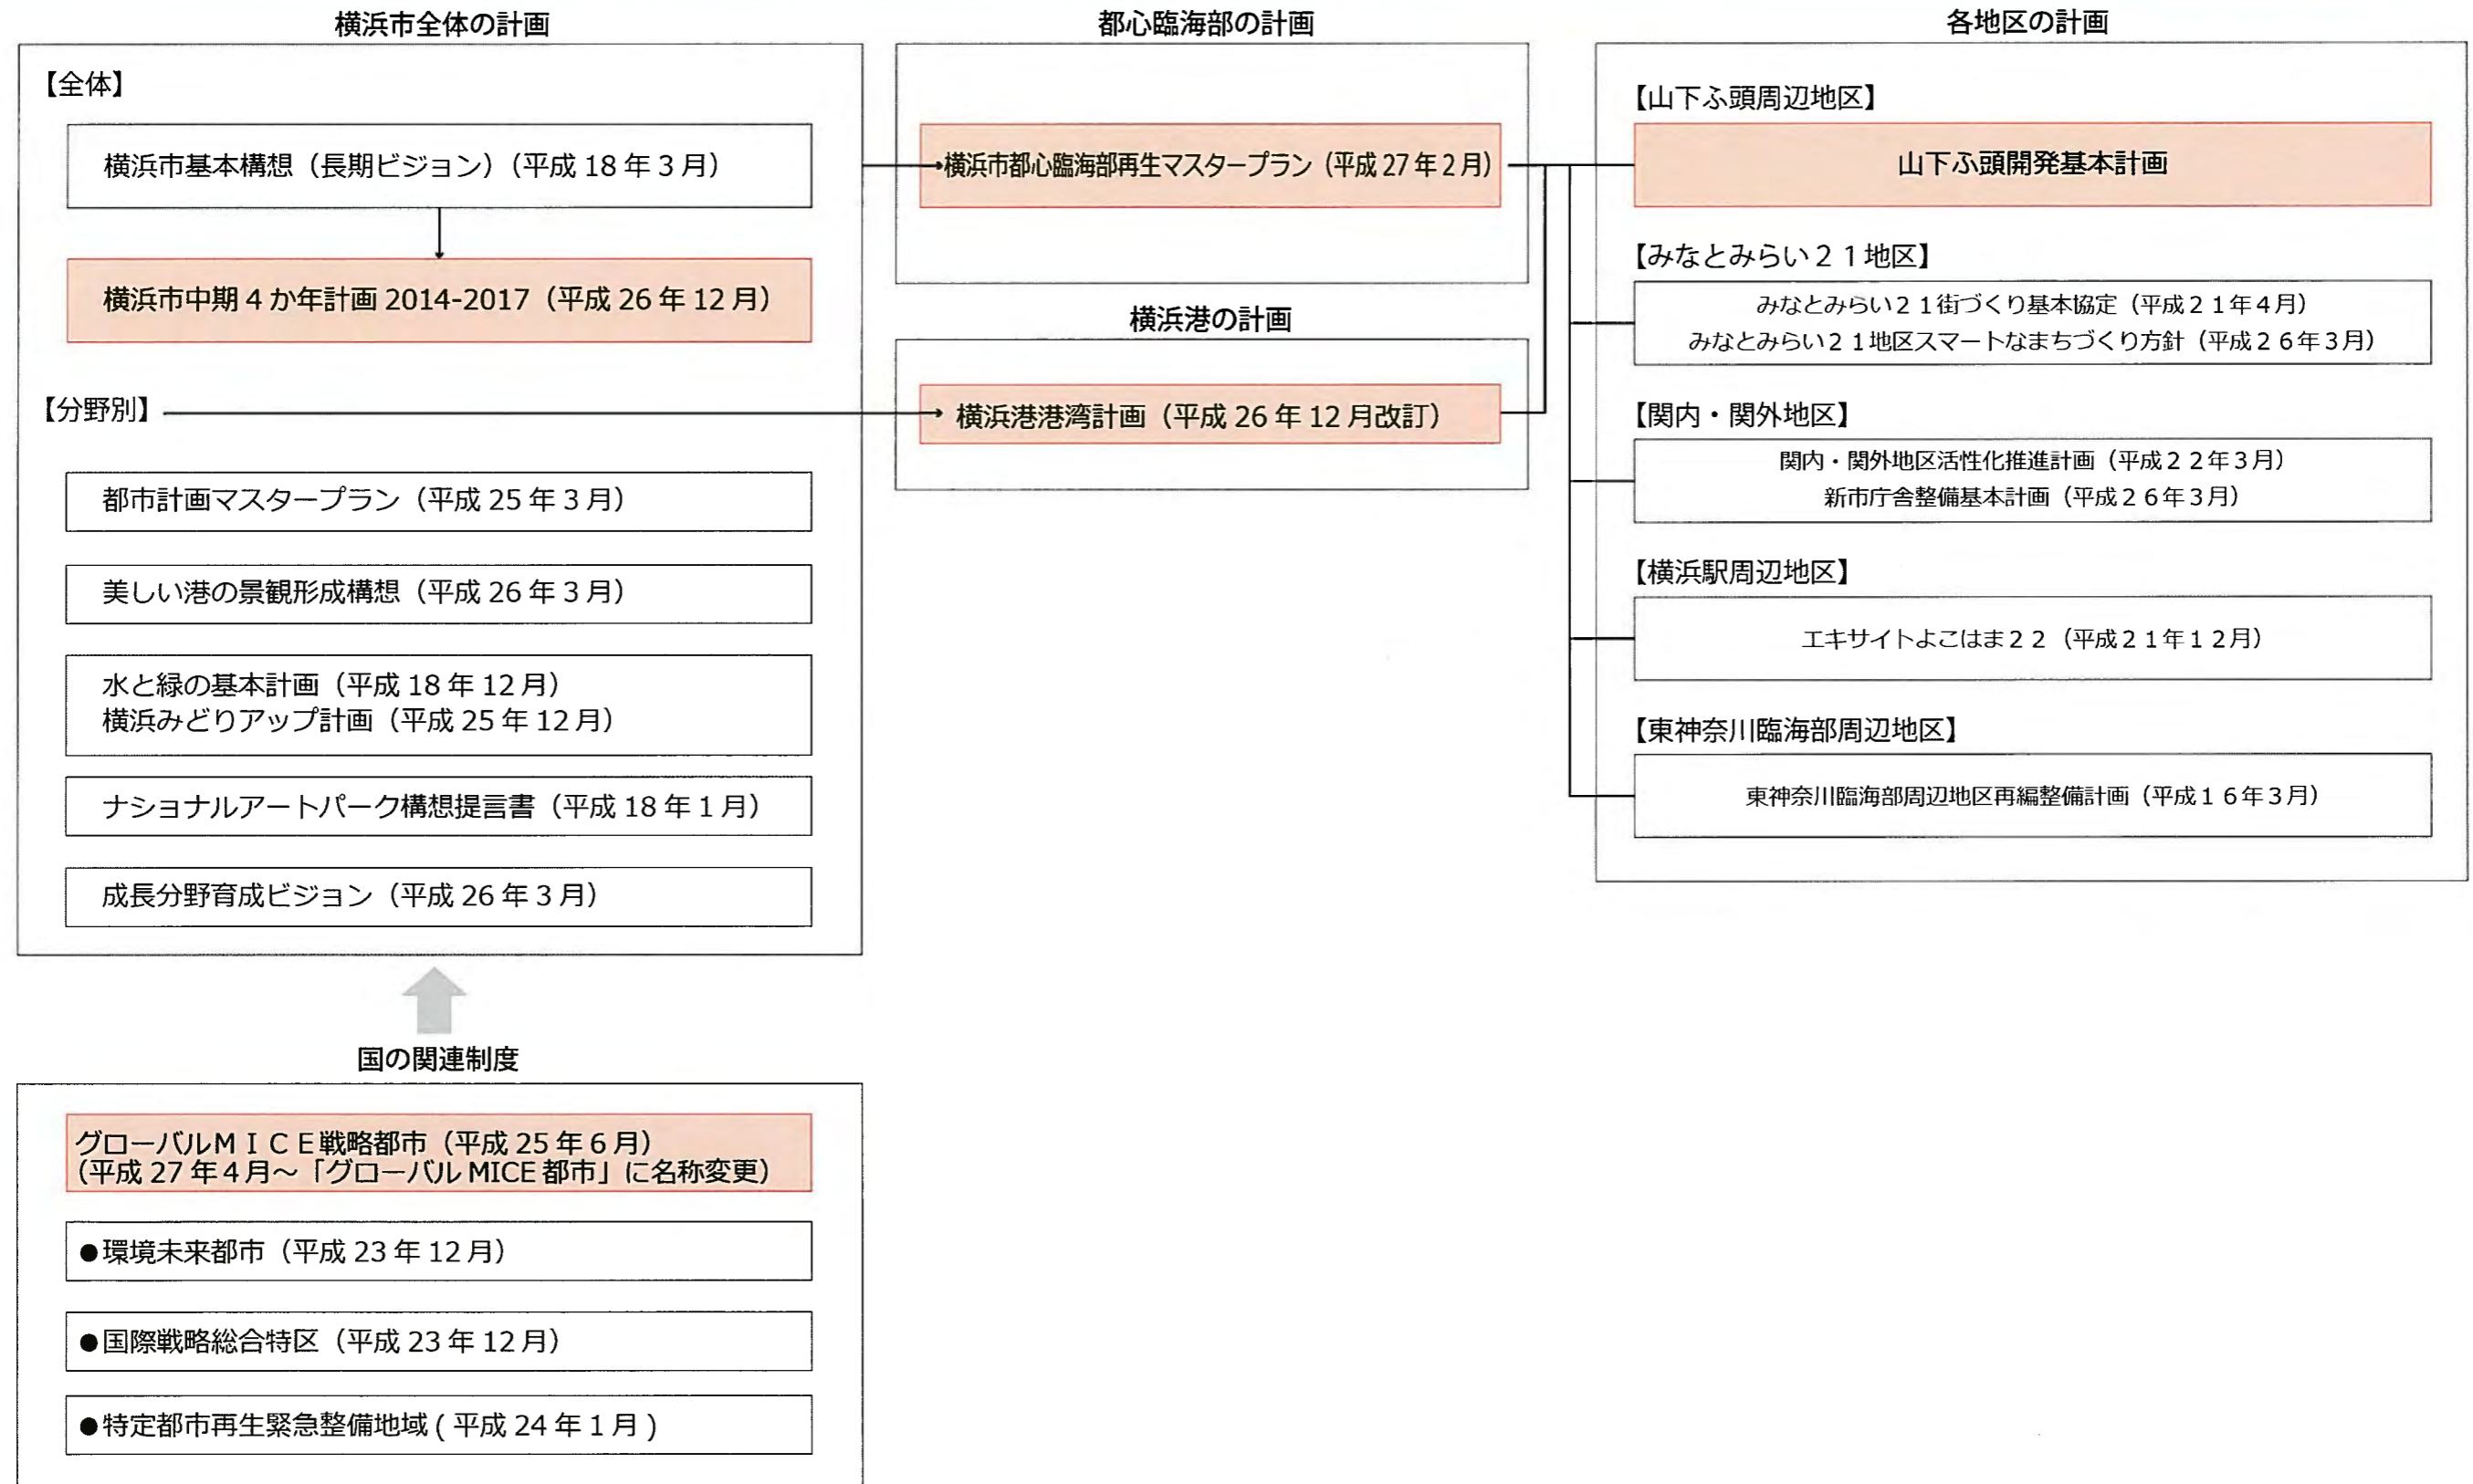 横浜市全体の計画
【全体】
横浜市基本構想（長期ビジョン）（平成 18 年 3 月）
横浜市中期 4 か年計画 2014-2017（平成 26 年 12 月）
【分野別】
都市計画マスタープラン（平成 25 年 3 月）
美しい港の景観形成構想（平成 26 年 3 月）
水と緑の基本計画（平成 18 年 12 月）
横浜みどりアップ計画（平成 25 年 12 月）
ナショナルアートパーク構想提言書（平成 18 年 1 月）
成長分野育成ビジョン（平成 26 年 3 月）
国の関連制度
グローバルＭＩＣＥ戦略都市（平成 25 年 6 月）
（平成 27 年４月～「グローバル MICE 都市」に名称変更）
●環境未来都市（平成 23 年 12 月）
●国際戦略総合特区（平成 23 年 12 月）
●特定都市再生緊急整備地域 ( 平成 24 年 1 月 )
都心臨海部の計画
横浜市都心臨海部再生マスタープラン（平成 27 年 2 月）
横浜港の計画
横浜港港湾計画（平成 26 年 12 月改訂）
各地区の計画
【山下ふ頭周辺地区】
山下ふ頭開発基本計画
【みなとみらい２１地区】
みなとみらい２１街づくり基本協定（平成２１年４月）
みなとみらい２１地区スマートなまちづくり方針（平成２６年３月）
【関内・関外地区】
関内・関外地区活性化推進計画（平成２２年３月）
新市庁舎整備基本計画（平成２６年３月）
【横浜駅周辺地区】
エキサイトよこはま２２（平成２１年１２月）
【東神奈川臨海部周辺地区】
東神奈川臨海部周辺地区再編整備計画（平成１６年３月）